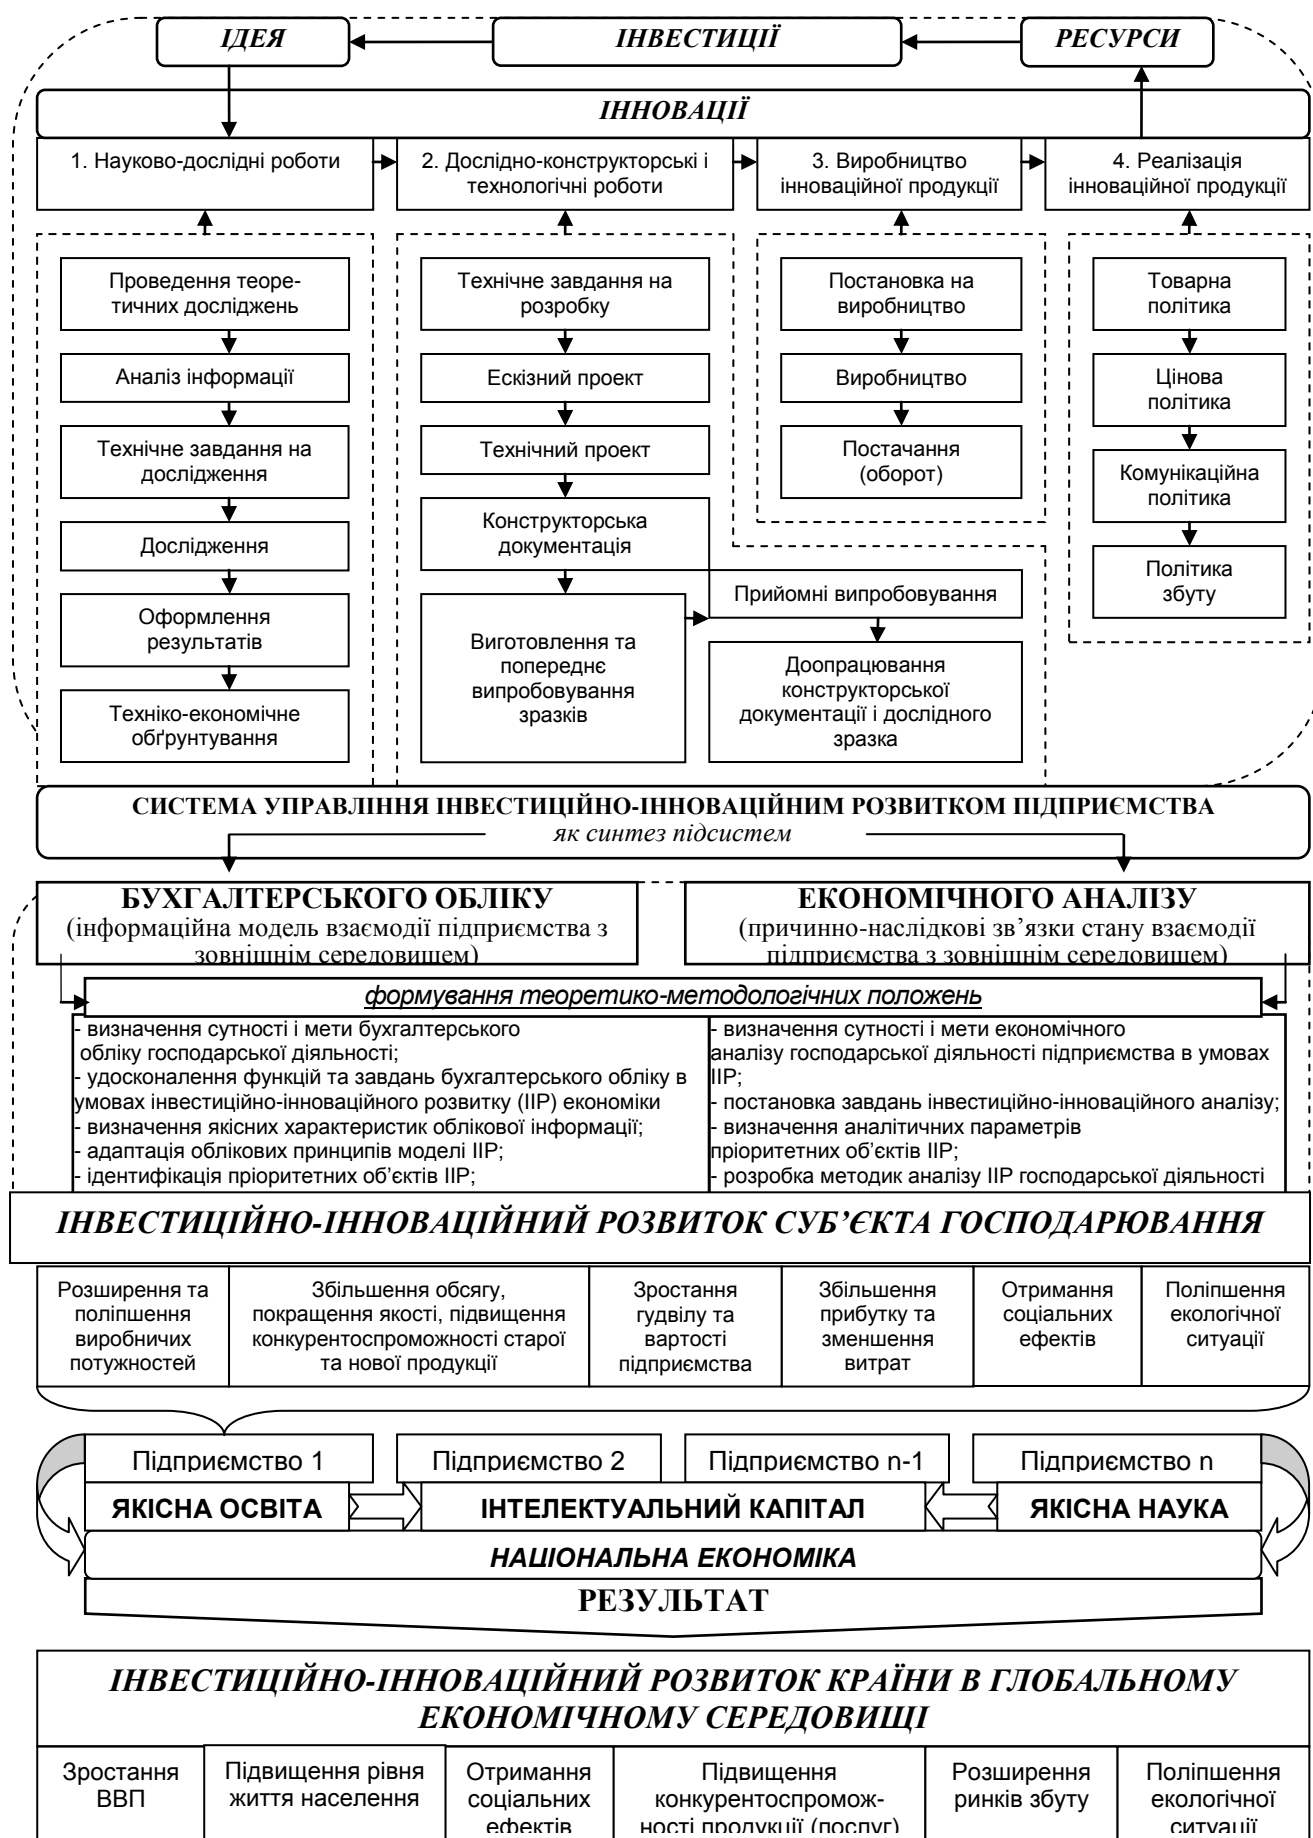 ІДЕЯ
ІНВЕСТИЦІЇ
РЕСУРСИ
ІННОВАЦІЇ
1. Науково-дослідні роботи
2. Дослідно-конструкторські і
технологічні роботи
3. Виробництво
інноваційної продукції
4. Реалізація
інноваційної продукції
Проведення теоре-
тичних досліджень
Аналіз інформації
Технічне завдання на
дослідження
Дослідження
Оформлення
результатів
Техніко-економічне
обґрунтування
Технічне завдання на
розробку
Ескізний проект
Технічний проект
Конструкторська
документація
Виготовлення та
попереднє
випробовування
зразків
Прийомні випробовування
Доопрацювання
конструкторської
документації і дослідного
зразка
Постановка на
виробництво
Виробництво
Постачання
(оборот)
Товарна
політика
Цінова
політика
Комунікаційна
політика
Політика
збуту
СИСТЕМА УПРАВЛІННЯ ІНВЕСТИЦІЙНО-ІННОВАЦІЙНИМ РОЗВИТКОМ ПІДПРИЄМСТВА
як синтез підсистем
БУХГАЛТЕРСЬКОГО ОБЛІКУ
(інформаційна модель взаємодії підприємства з
зовнішнім середовищем)
ЕКОНОМІЧНОГО АНАЛІЗУ
(причинно-наслідкові зв’язки стану взаємодії
підприємства з зовнішнім середовищем)
формування теоретико-методологічних положень
- визначення сутності і мети бухгалтерського
обліку господарської діяльності;
- удосконалення функцій та завдань бухгалтерського обліку в
умовах інвестиційно-інноваційного розвитку (ІІР) економіки
- визначення якісних характеристик облікової інформації;
- адаптація облікових принципів моделі ІІР;
- ідентифікація пріоритетних об’єктів ІІР;
- визначення сутності і мети економічного
аналізу господарської діяльності підприємства в умовах
ІІР;
- постановка завдань інвестиційно-інноваційного аналізу;
- визначення аналітичних параметрів
пріоритетних об’єктів ІІР;
- розробка методик аналізу ІІР господарської діяльності
ІНВЕСТИЦІЙНО-ІННОВАЦІЙНИЙ РОЗВИТОК СУБ’ЄКТА ГОСПОДАРЮВАННЯ
Розширення та
поліпшення
виробничих
потужностей
Збільшення обсягу,
покращення якості, підвищення
конкурентоспроможності старої
та нової продукції
Зростання
гудвілу та
вартості
підприємства
Збільшення
прибутку та
зменшення
витрат
Отримання
соціальних
ефектів
Поліпшення
екологічної
ситуації
Підприємство 1
Підприємство 2
Підприємство n-1
Підприємство n
ЯКІСНА ОСВІТА
ІНТЕЛЕКТУАЛЬНИЙ КАПІТАЛ
ЯКІСНА НАУКА
НАЦІОНАЛЬНА ЕКОНОМІКА
РЕЗУЛЬТАТ
ІНВЕСТИЦІЙНО-ІННОВАЦІЙНИЙ РОЗВИТОК КРАЇНИ В ГЛОБАЛЬНОМУ
ЕКОНОМІЧНОМУ СЕРЕДОВИЩІ
Зростання
ВВП
Підвищення рівня
життя населення
Отримання
соціальних
ефектів
Підвищення
конкурентоспромож-
ності продукції (послуг)
Розширення
ринків збуту
Поліпшення
екологічної
ситуації